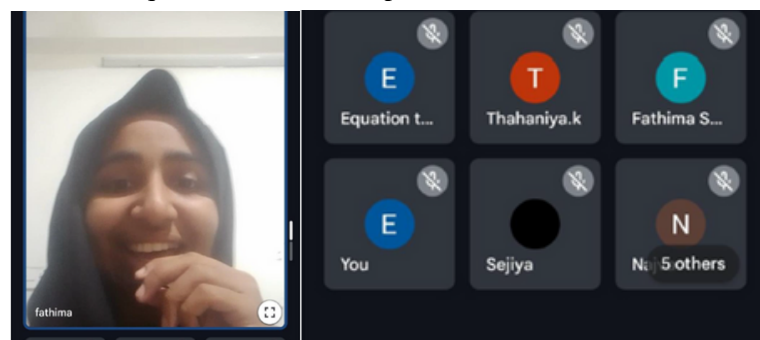 fathima
E
T
F
Equation t...
Thahaniya.k
Fathima S...
E
N
You
Sejiya
5 others